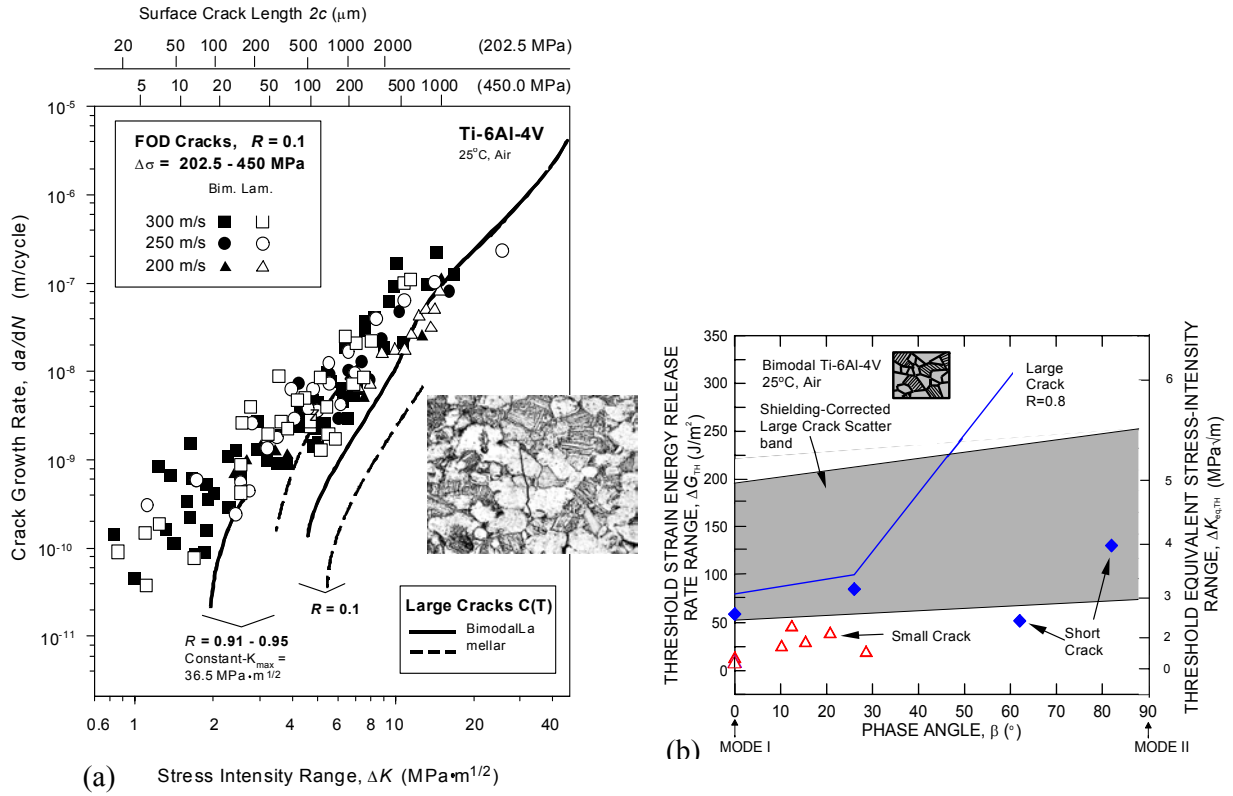 Surface Crack Length 2c (μm)
20 50 100 200 500 1000 2000 (202.5 MPa)
5 10 20 50 100 200 500 1000 (450.0 MPa)
10-5
10-6
10-7
10-8
10-9
10-10
10-11
Crack Growth Rate, da/dN (m/cycle)
FOD Cracks, R = 0.1
Δσ = 202.5 - 450 MPa
Bim. Lam.
300 m/s
250 m/s
200 m/s
Ti-6Al-4V
25°C, Air
R = 0.1
R = 0.91 - 0.95
Constant-Kmax =
36.5 MPa•m1/2
Large Cracks C(T)
BimodalLa
mellar
0.6 1 2 4 6 8 10 20 40
(a) Stress Intensity Range, ΔK (MPa•m1/2)
THRESHOLD STRAIN ENERGY RELEASE
RATE RANGE, ΔGTH (J/m2)
350
300
250
200
150
100
50
0
Bimodal Ti-6Al-4V
25ºC, Air
Shielding-Corrected
Large Crack Scatter
band
Large
Crack
R=0.8
Small Crack
Short
Crack
6
5
4
3
2
0
THRESHOLD EQUIVALENT STRESS-INTENSITY
RANGE, ΔKeq,TH (MPa√m)
0 10 20 30 40 50 60 70 80 90
PHASE ANGLE, β (°)
MODE I MODE II
(b)